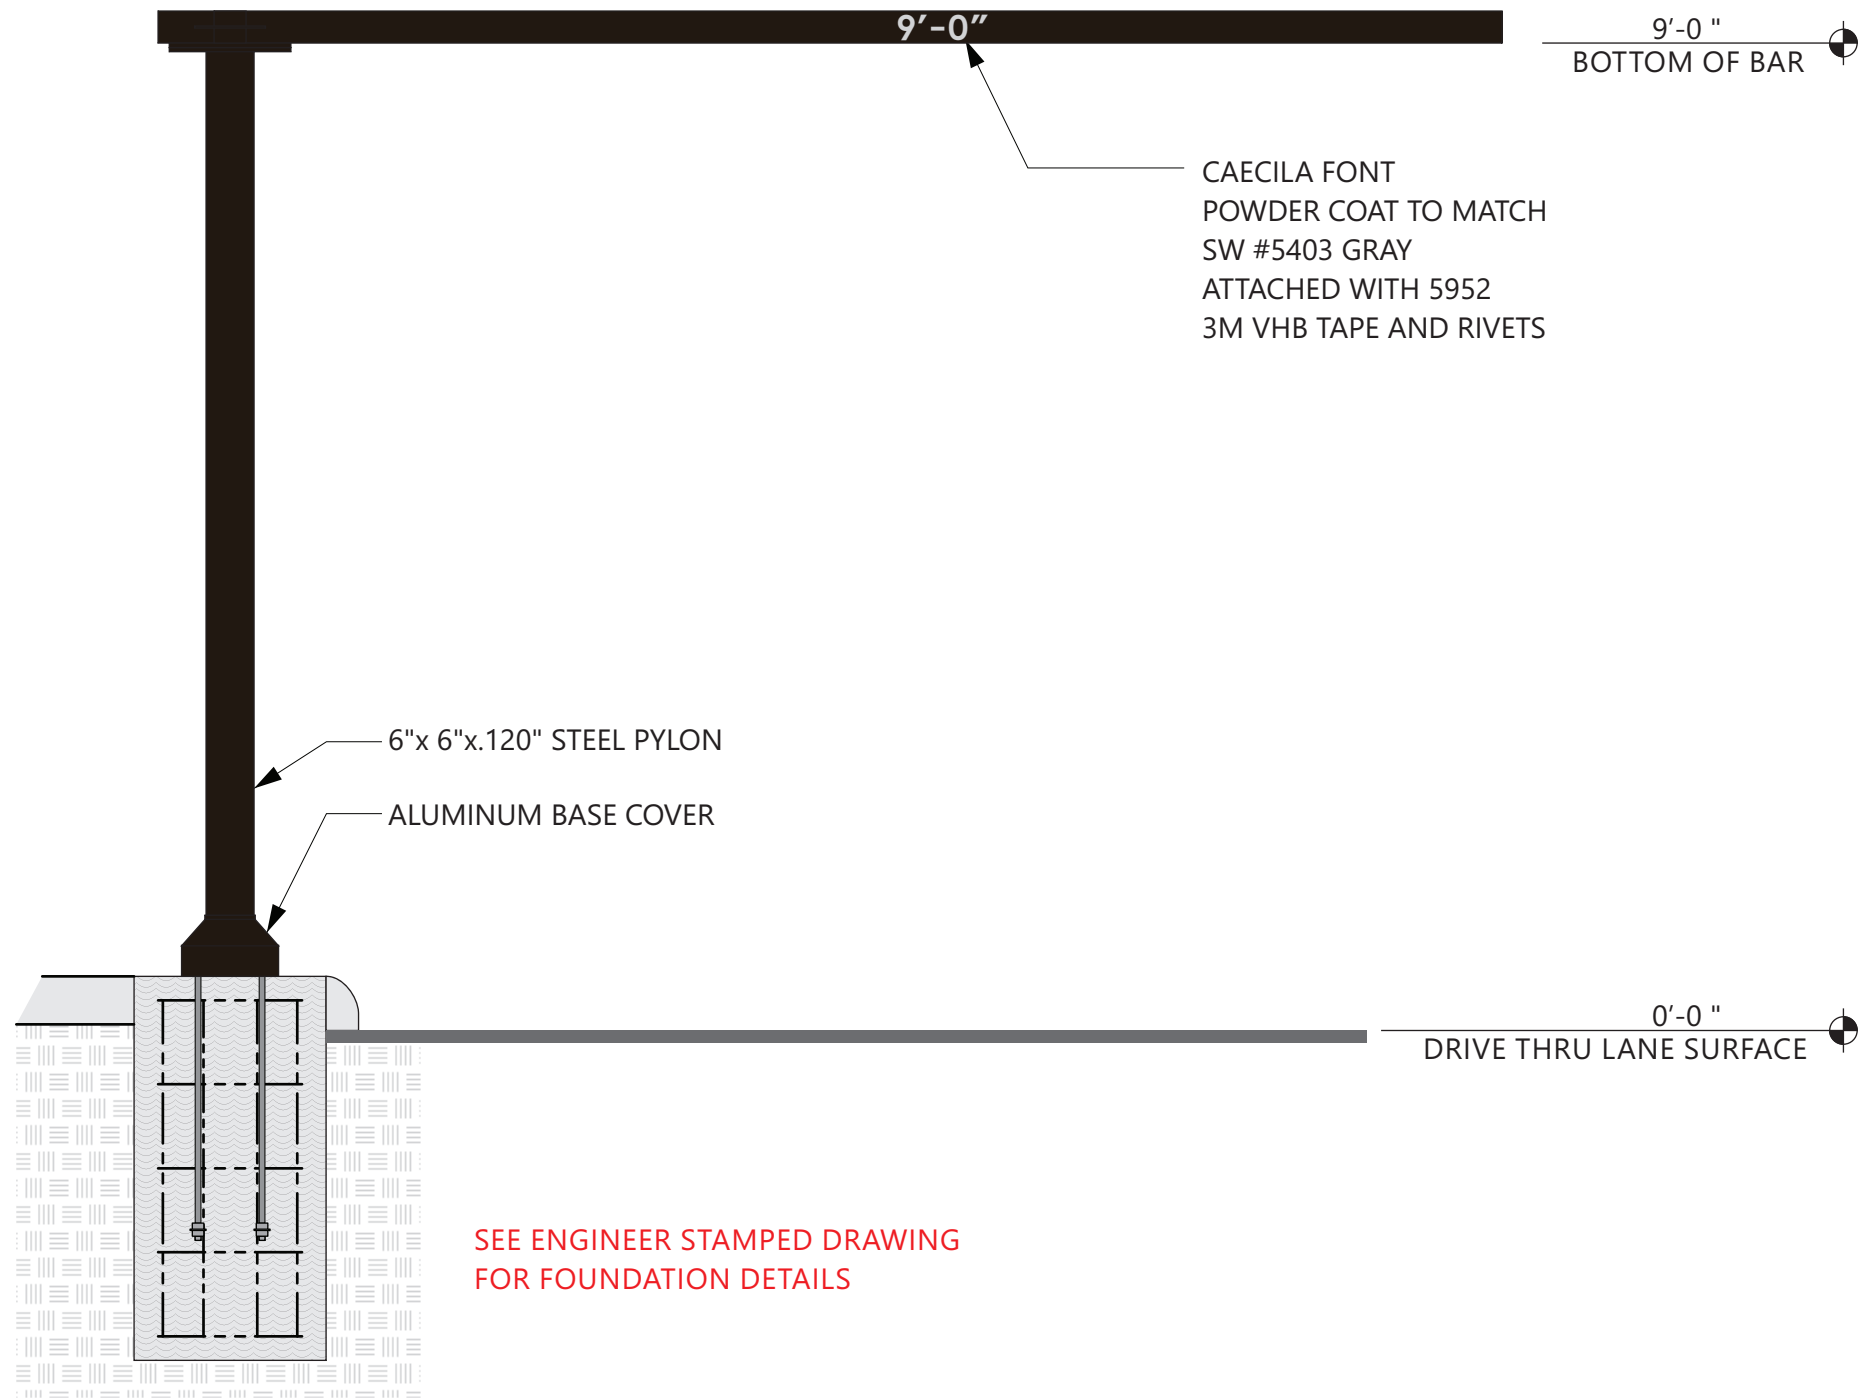 9′-0″
9′-0 "
BOTTOM OF BAR
CAECILA FONT
POWDER COAT TO MATCH
SW #5403 GRAY
ATTACHED WITH 5952
3M VHB TAPE AND RIVETS
6"x 6"x.120" STEEL PYLON
ALUMINUM BASE COVER
0′-0 "
DRIVE THRU LANE SURFACE
SEE ENGINEER STAMPED DRAWING
FOR FOUNDATION DETAILS